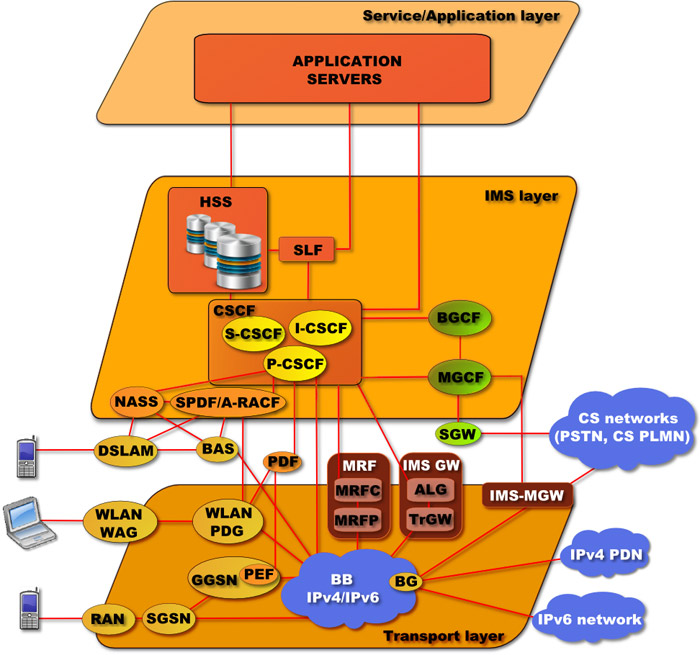 Service/Application layer
APPLICATION
SERVERS
IMS layer
HSS
SLF
CSCF
S-CSCF
I-CSCF
P-CSCF
BGCF
MGCF
NASS
SPDF/A-RACF
CS networks
(PSTN, CS PLMN)
SGW
DSLAM
BAS
PDF
MRF
MRFC
MRFP
IMS GW
ALG
TrGW
IMS-MGW
WLAN
WAG
WLAN
PDG
IPv4 PDN
GGSN
PEF
BB
IPv4/IPv6
BG
RAN
SGSN
IPv6 network
Transport layer